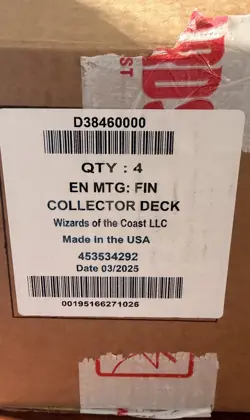 ST
D38460000
QTY : 4
EN MTG: FIN
COLLECTOR DECK
Wizards of the Coast LLC
Made in the USA
453534292
Date 03/2025
00195166271026